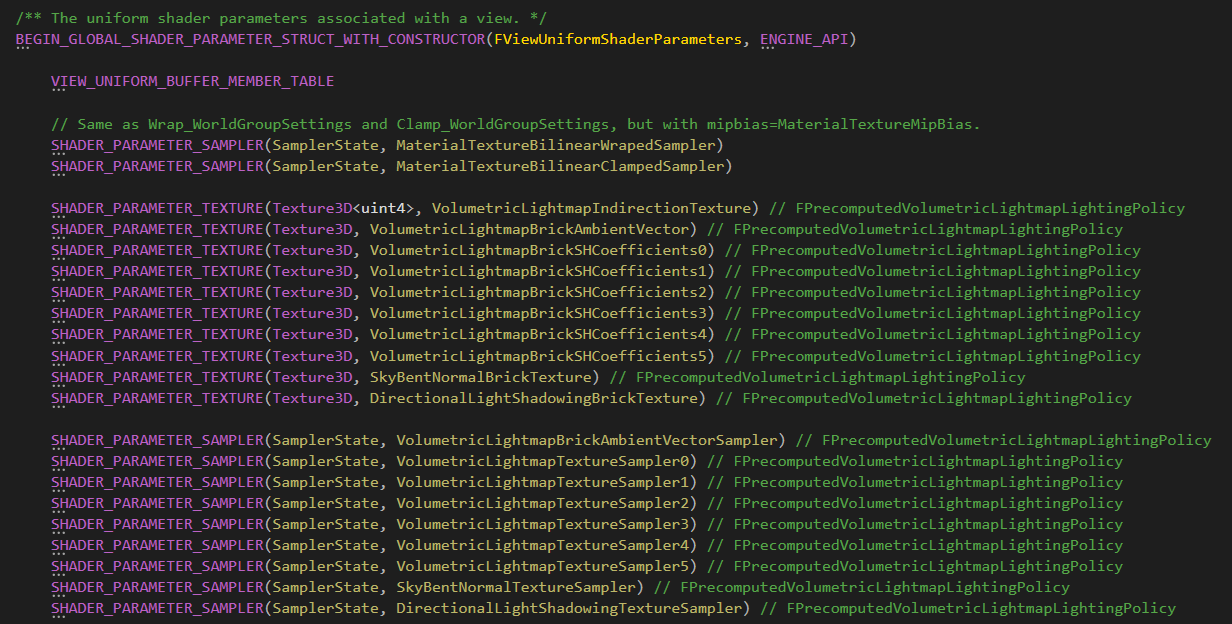 /** The uniform shader parameters associated with a view. */
BEGIN_GLOBAL_SHADER_PARAMETER_STRUCT_WITH_CONSTRUCTOR(FViewUniformShaderParameters, ENGINE_API)
VIEW_UNIFORM_BUFFER_MEMBER_TABLE
// Same as Wrap_WorldGroupSettings and Clamp_WorldGroupSettings, but with mipbias=MaterialTextureMipBias.
SHADER_PARAMETER_SAMPLER(SamplerState, MaterialTextureBilinearWrapedSampler)
SHADER_PARAMETER_SAMPLER(SamplerState, MaterialTextureBilinearClampedSampler)
SHADER_PARAMETER_TEXTURE(Texture3D<uint4>, VolumetricLightmapIndirectionTexture) // FPrecomputedVolumetricLightmapLightingPolicy
SHADER_PARAMETER_TEXTURE(Texture3D, VolumetricLightmapBrickAmbientVector) // FPrecomputedVolumetricLightmapLightingPolicy
SHADER_PARAMETER_TEXTURE(Texture3D, VolumetricLightmapBrickSHCoefficients0) // FPrecomputedVolumetricLightmapLightingPolicy
SHADER_PARAMETER_TEXTURE(Texture3D, VolumetricLightmapBrickSHCoefficients1) // FPrecomputedVolumetricLightmapLightingPolicy
SHADER_PARAMETER_TEXTURE(Texture3D, VolumetricLightmapBrickSHCoefficients2) // FPrecomputedVolumetricLightmapLightingPolicy
SHADER_PARAMETER_TEXTURE(Texture3D, VolumetricLightmapBrickSHCoefficients3) // FPrecomputedVolumetricLightmapLightingPolicy
SHADER_PARAMETER_TEXTURE(Texture3D, VolumetricLightmapBrickSHCoefficients4) // FPrecomputedVolumetricLightmapLightingPolicy
SHADER_PARAMETER_TEXTURE(Texture3D, VolumetricLightmapBrickSHCoefficients5) // FPrecomputedVolumetricLightmapLightingPolicy
SHADER_PARAMETER_TEXTURE(Texture3D, SkyBentNormalBrickTexture) // FPrecomputedVolumetricLightmapLightingPolicy
SHADER_PARAMETER_TEXTURE(Texture3D, DirectionalLightShadowingBrickTexture) // FPrecomputedVolumetricLightmapLightingPolicy
SHADER_PARAMETER_SAMPLER(SamplerState, VolumetricLightmapBrickAmbientVectorSampler) // FPrecomputedVolumetricLightmapLightingPolicy
SHADER_PARAMETER_SAMPLER(SamplerState, VolumetricLightmapTextureSampler0) // FPrecomputedVolumetricLightmapLightingPolicy
SHADER_PARAMETER_SAMPLER(SamplerState, VolumetricLightmapTextureSampler1) // FPrecomputedVolumetricLightmapLightingPolicy
SHADER_PARAMETER_SAMPLER(SamplerState, VolumetricLightmapTextureSampler2) // FPrecomputedVolumetricLightmapLightingPolicy
SHADER_PARAMETER_SAMPLER(SamplerState, VolumetricLightmapTextureSampler3) // FPrecomputedVolumetricLightmapLightingPolicy
SHADER_PARAMETER_SAMPLER(SamplerState, VolumetricLightmapTextureSampler4) // FPrecomputedVolumetricLightmapLightingPolicy
SHADER_PARAMETER_SAMPLER(SamplerState, VolumetricLightmapTextureSampler5) // FPrecomputedVolumetricLightmapLightingPolicy
SHADER_PARAMETER_SAMPLER(SamplerState, SkyBentNormalTextureSampler) // FPrecomputedVolumetricLightmapLightingPolicy
SHADER_PARAMETER_SAMPLER(SamplerState, DirectionalLightShadowingTextureSampler) // FPrecomputedVolumetricLightmapLightingPolicy